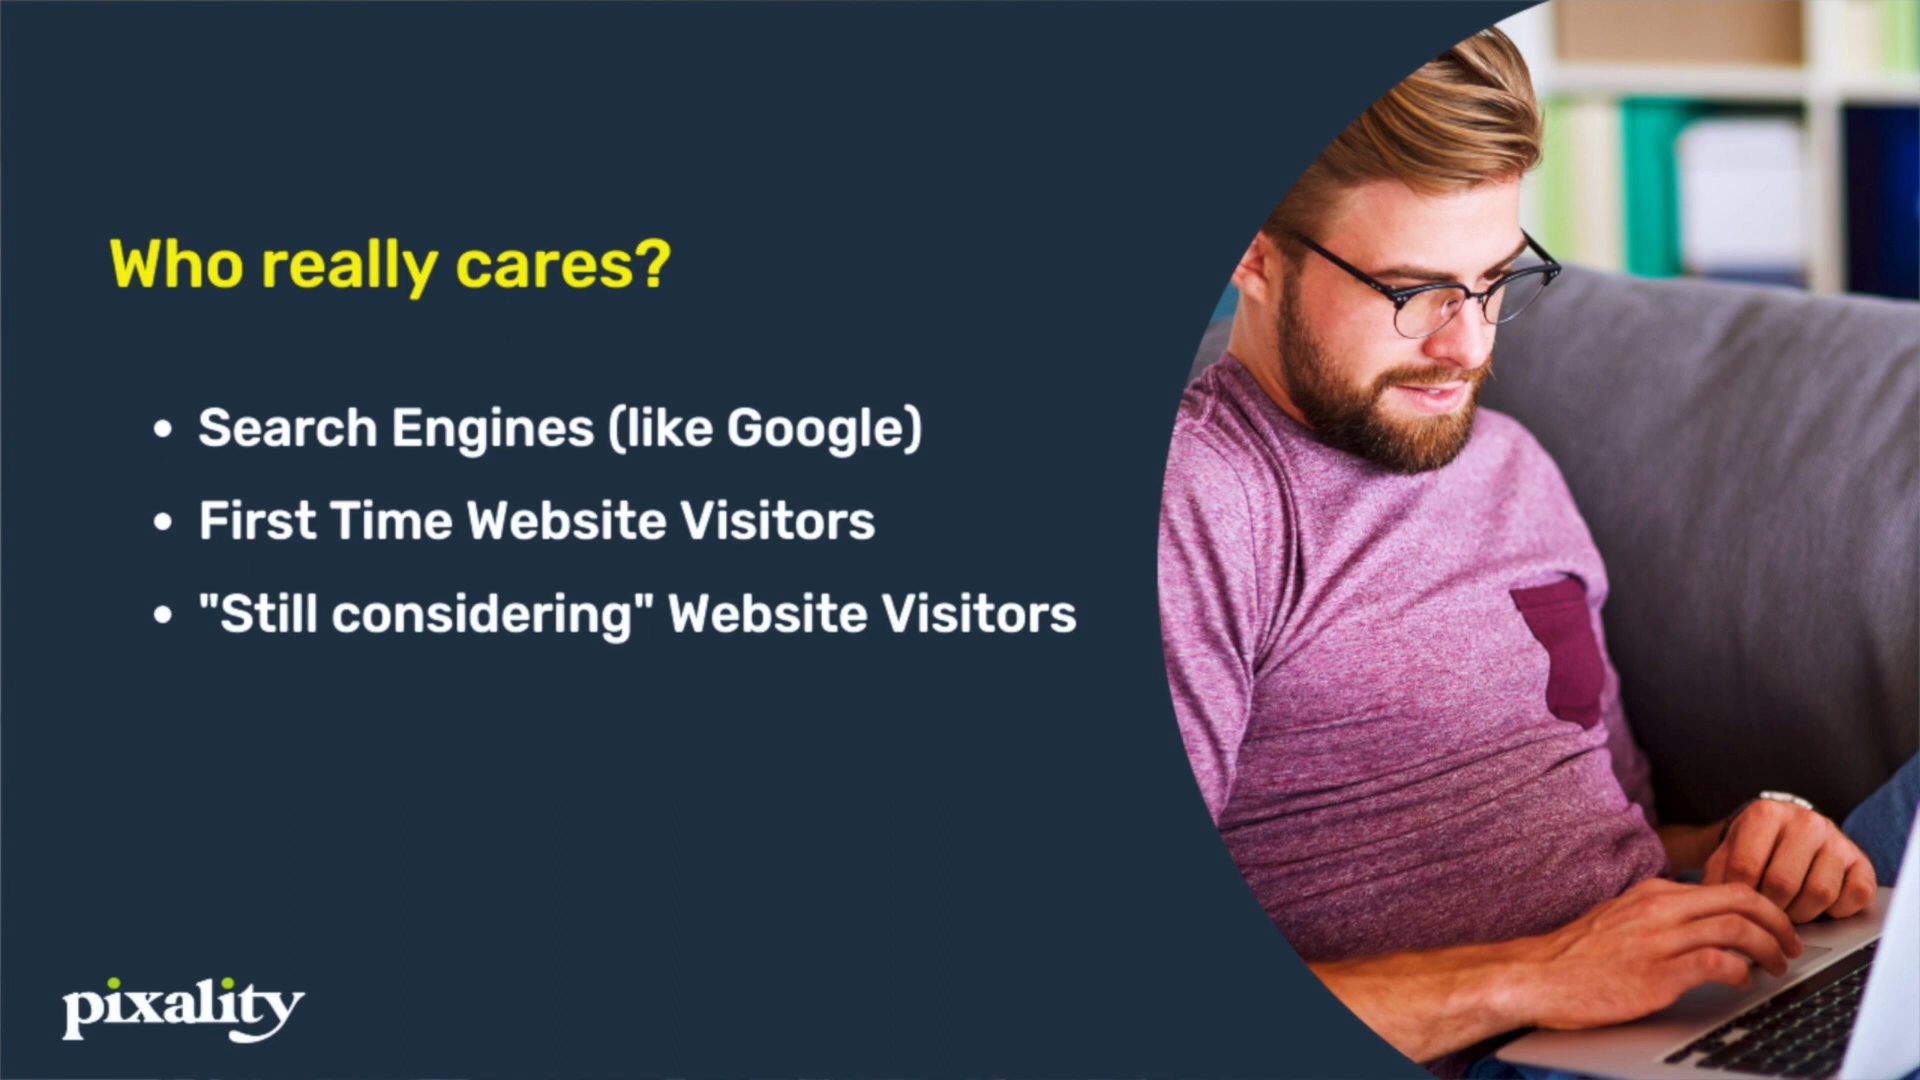 Who really cares?
• Search Engines (like Google)
• First Time Website Visitors
• "Still considering" Website Visitors
pixality